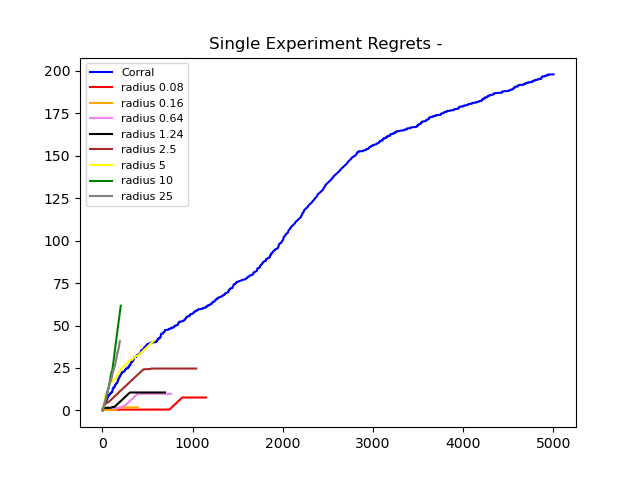 Single Experiment Regrets -
200
175
150
125
100
75
50
25
0
Corral
radius 0.08
radius 0.16
radius 0.64
radius 1.24
radius 2.5
radius 5
radius 10
radius 25
0 1000 2000 3000 4000 5000